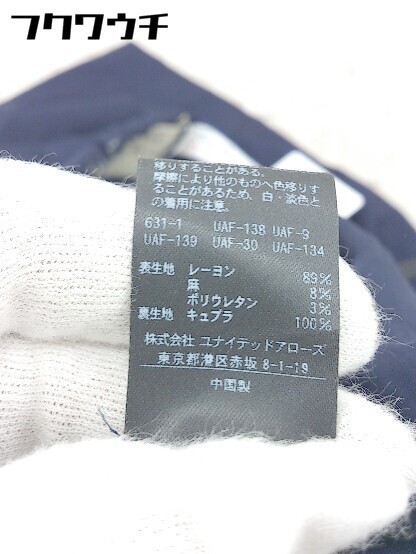 フクワウチ
移りすることがある。
摩擦により他のものへ色移りす
ることがあるため、白・淡色と
の着用に注意。
631-1 UAF-138 UAF-9
UAF-139 UAF-30 UAF-134
表生地 レーヨン 89%
麻 8%
ポリウレタン 3%
裏生地 キュプラ 100%
株式会社 ユナイテッドアローズ
東京都港区赤坂 8-1-19
中国製